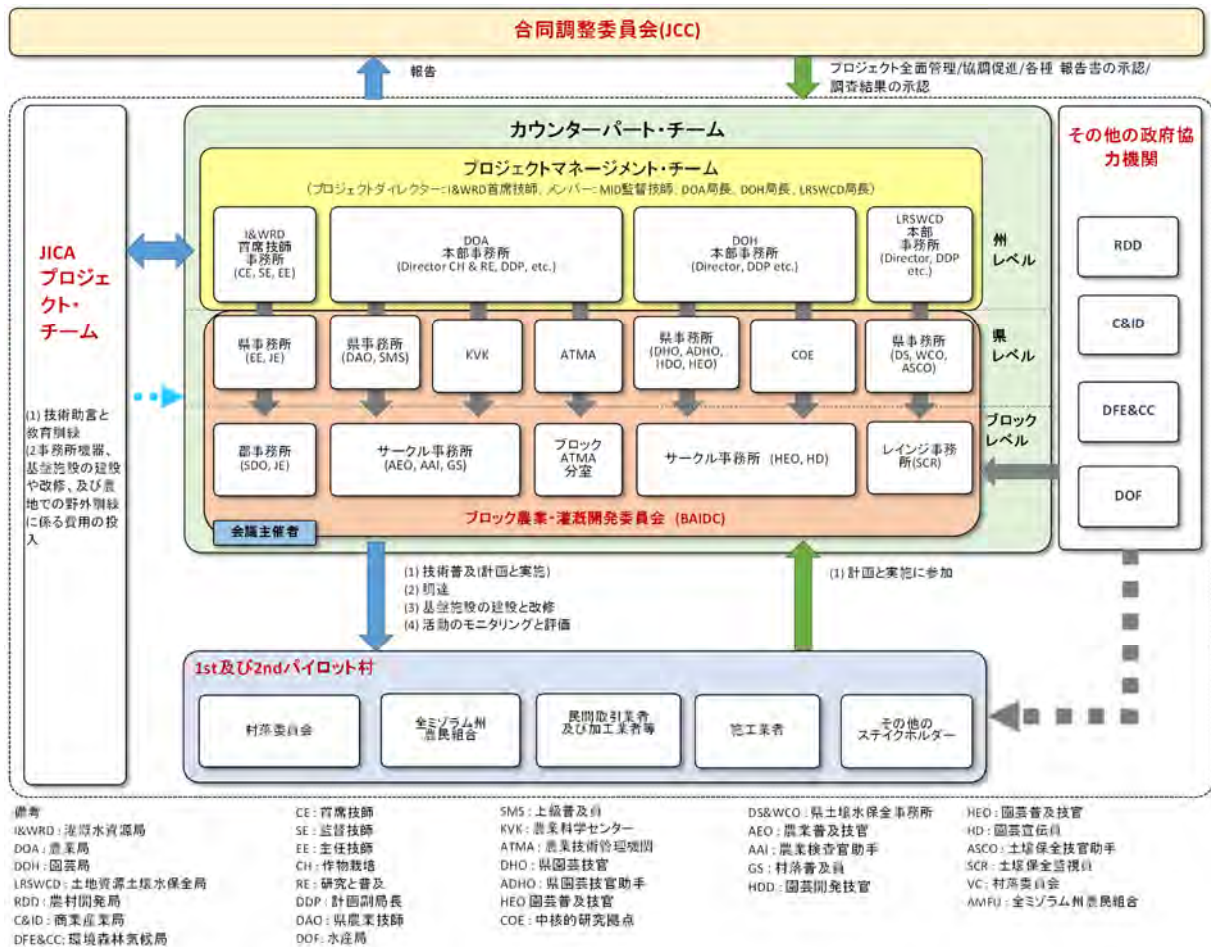 合同調整委員会(JCC)
報告
プロジェクト全面管理/協調促進/各種 報告書の承認/
調査結果の承認
JICA
プロジェ
クト・
チーム
(1) 技術助言と
教育訓練
(2事務所機器、
基盤施設の建設
や改修、及び農
地での野外訓練
に係る費用の投
入
カウンターパート・チーム
プロジェクトマネージメント・チーム
(プロジェクトダイレクター:I&WRD首席技師、メンバー: MID監督技師、DOA局長、DOH局長、LRSWCD局長)
I&WRD
首席技師
事務所
(CE, SE, EE)
DOA
本部事務所
(Director CH & RE, DDP, etc.)
DOH
本部事務所
(Director, DDP etc.)
LRSWCD
本部
事務所
(Director, DDP
etc.)
州
レベル
県事務所
(EE, JE)
県事務所
(DAO, SMS)
KVK
ATMA
県事務所
(DHO, ADHO,
HDO, HEO)
COE
県事務所
(DS, WCO,
ASCO)
県
レベル
郡事務所
(SDO, JE)
サークル事務所
(AEO, AAI, GS)
ブロック
ATMA
分室
サークル事務所 (HEO, HD)
レインジ事務
所(SCR)
ブロック
レベル
ブロック農業・灌漑開発委員会 (BAIDC)
会議主催者
その他の政府協
力機関
RDD
C&ID
DFE&CC
DOF
(1) 技術普及(計画と実施)
(2) 調達
(3) 基盤施設の建設と改修
(4) 活動のモニタリングと評価
(1) 計画と実施に参加
1st及び2ndパイロット村
村落委員会
全ミゾラム州
農民組合
民間取引業者
及び加工業者等
施工業者
その他の
ステイクホルダー
備考
I&WRD : 灌漑水資源局
DOA : 農業局
DOH : 園芸局
LRSWCD : 土地資源土壌水保全局
RDD : 農村開発局
C&ID : 商業産業局
DFE&CC: 環境森林気候局
CE : 首席技師
SE : 監督技師
EE : 主任技師
CH : 作物栽培
RE : 研究と普及
DDP : 計画副局長
DAO : 県農業技師
DOF: 水産局
SMS : 上級普及員
KVK : 農業科学センター
ATMA : 農業技術管理機関
DHO : 県園芸技官
ADHO : 県園芸技官助手
HEO 園芸普及技官
COE : 中核的研究拠点
DS&WCO : 県土壌水保全事務所
AEO : 農業普及技官
AAI : 農業検査官助手
GS : 村落普及員
HDD : 園芸開発技官
HEO : 園芸普及技官
HD : 園芸宣伝員
ASCO : 土壌保全技官助手
SCR : 土壌保全監視員
VC : 村落委員会
AMFU : 全ミゾラム州農民組合